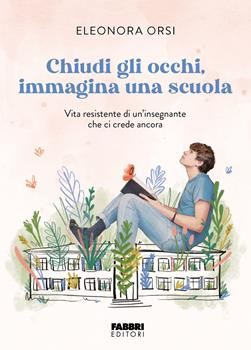 ELEONORA ORSI
Chiudi gli occhi,
immagina una scuola
Vita resistente di un'insegnante
che ci crede ancora
FABBRI
EDITORI